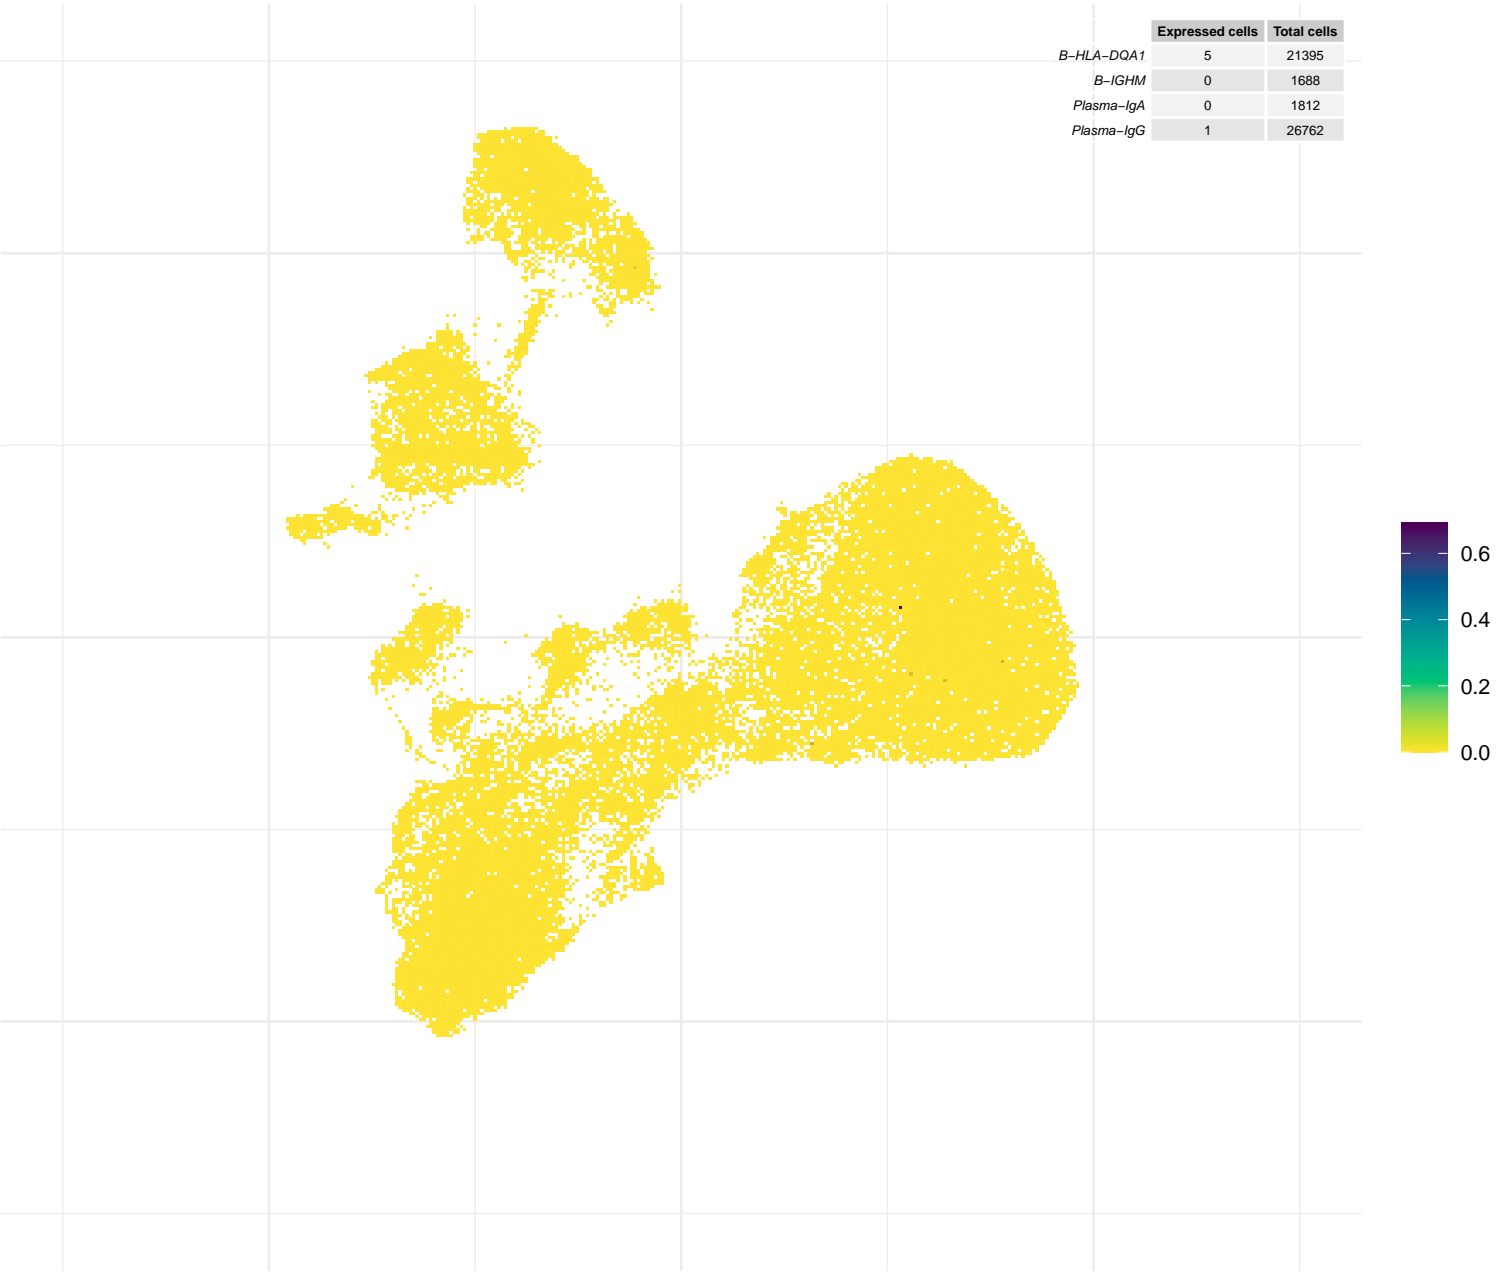 Expressed cells Total cells
B−HLA−DQA1 5 21395
B−IGHM 0 1688
Plasma−IgA 0 1812
Plasma−IgG 1 26762
0.6
0.4
0.2
0.0